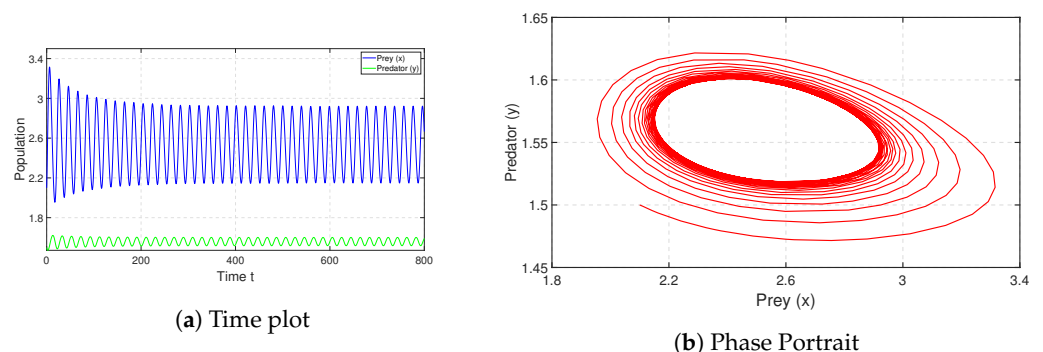 3.4
3
2.6
2.2
1.8
Population
0 200 400 600 800
Time t
Prey (x)
Predator (y)
(a) Time plot
1.65
1.6
1.55
1.5
1.45
Predator (y)
1.8 2.2 2.6 3 3.4
Prey (x)
(b) Phase Portrait